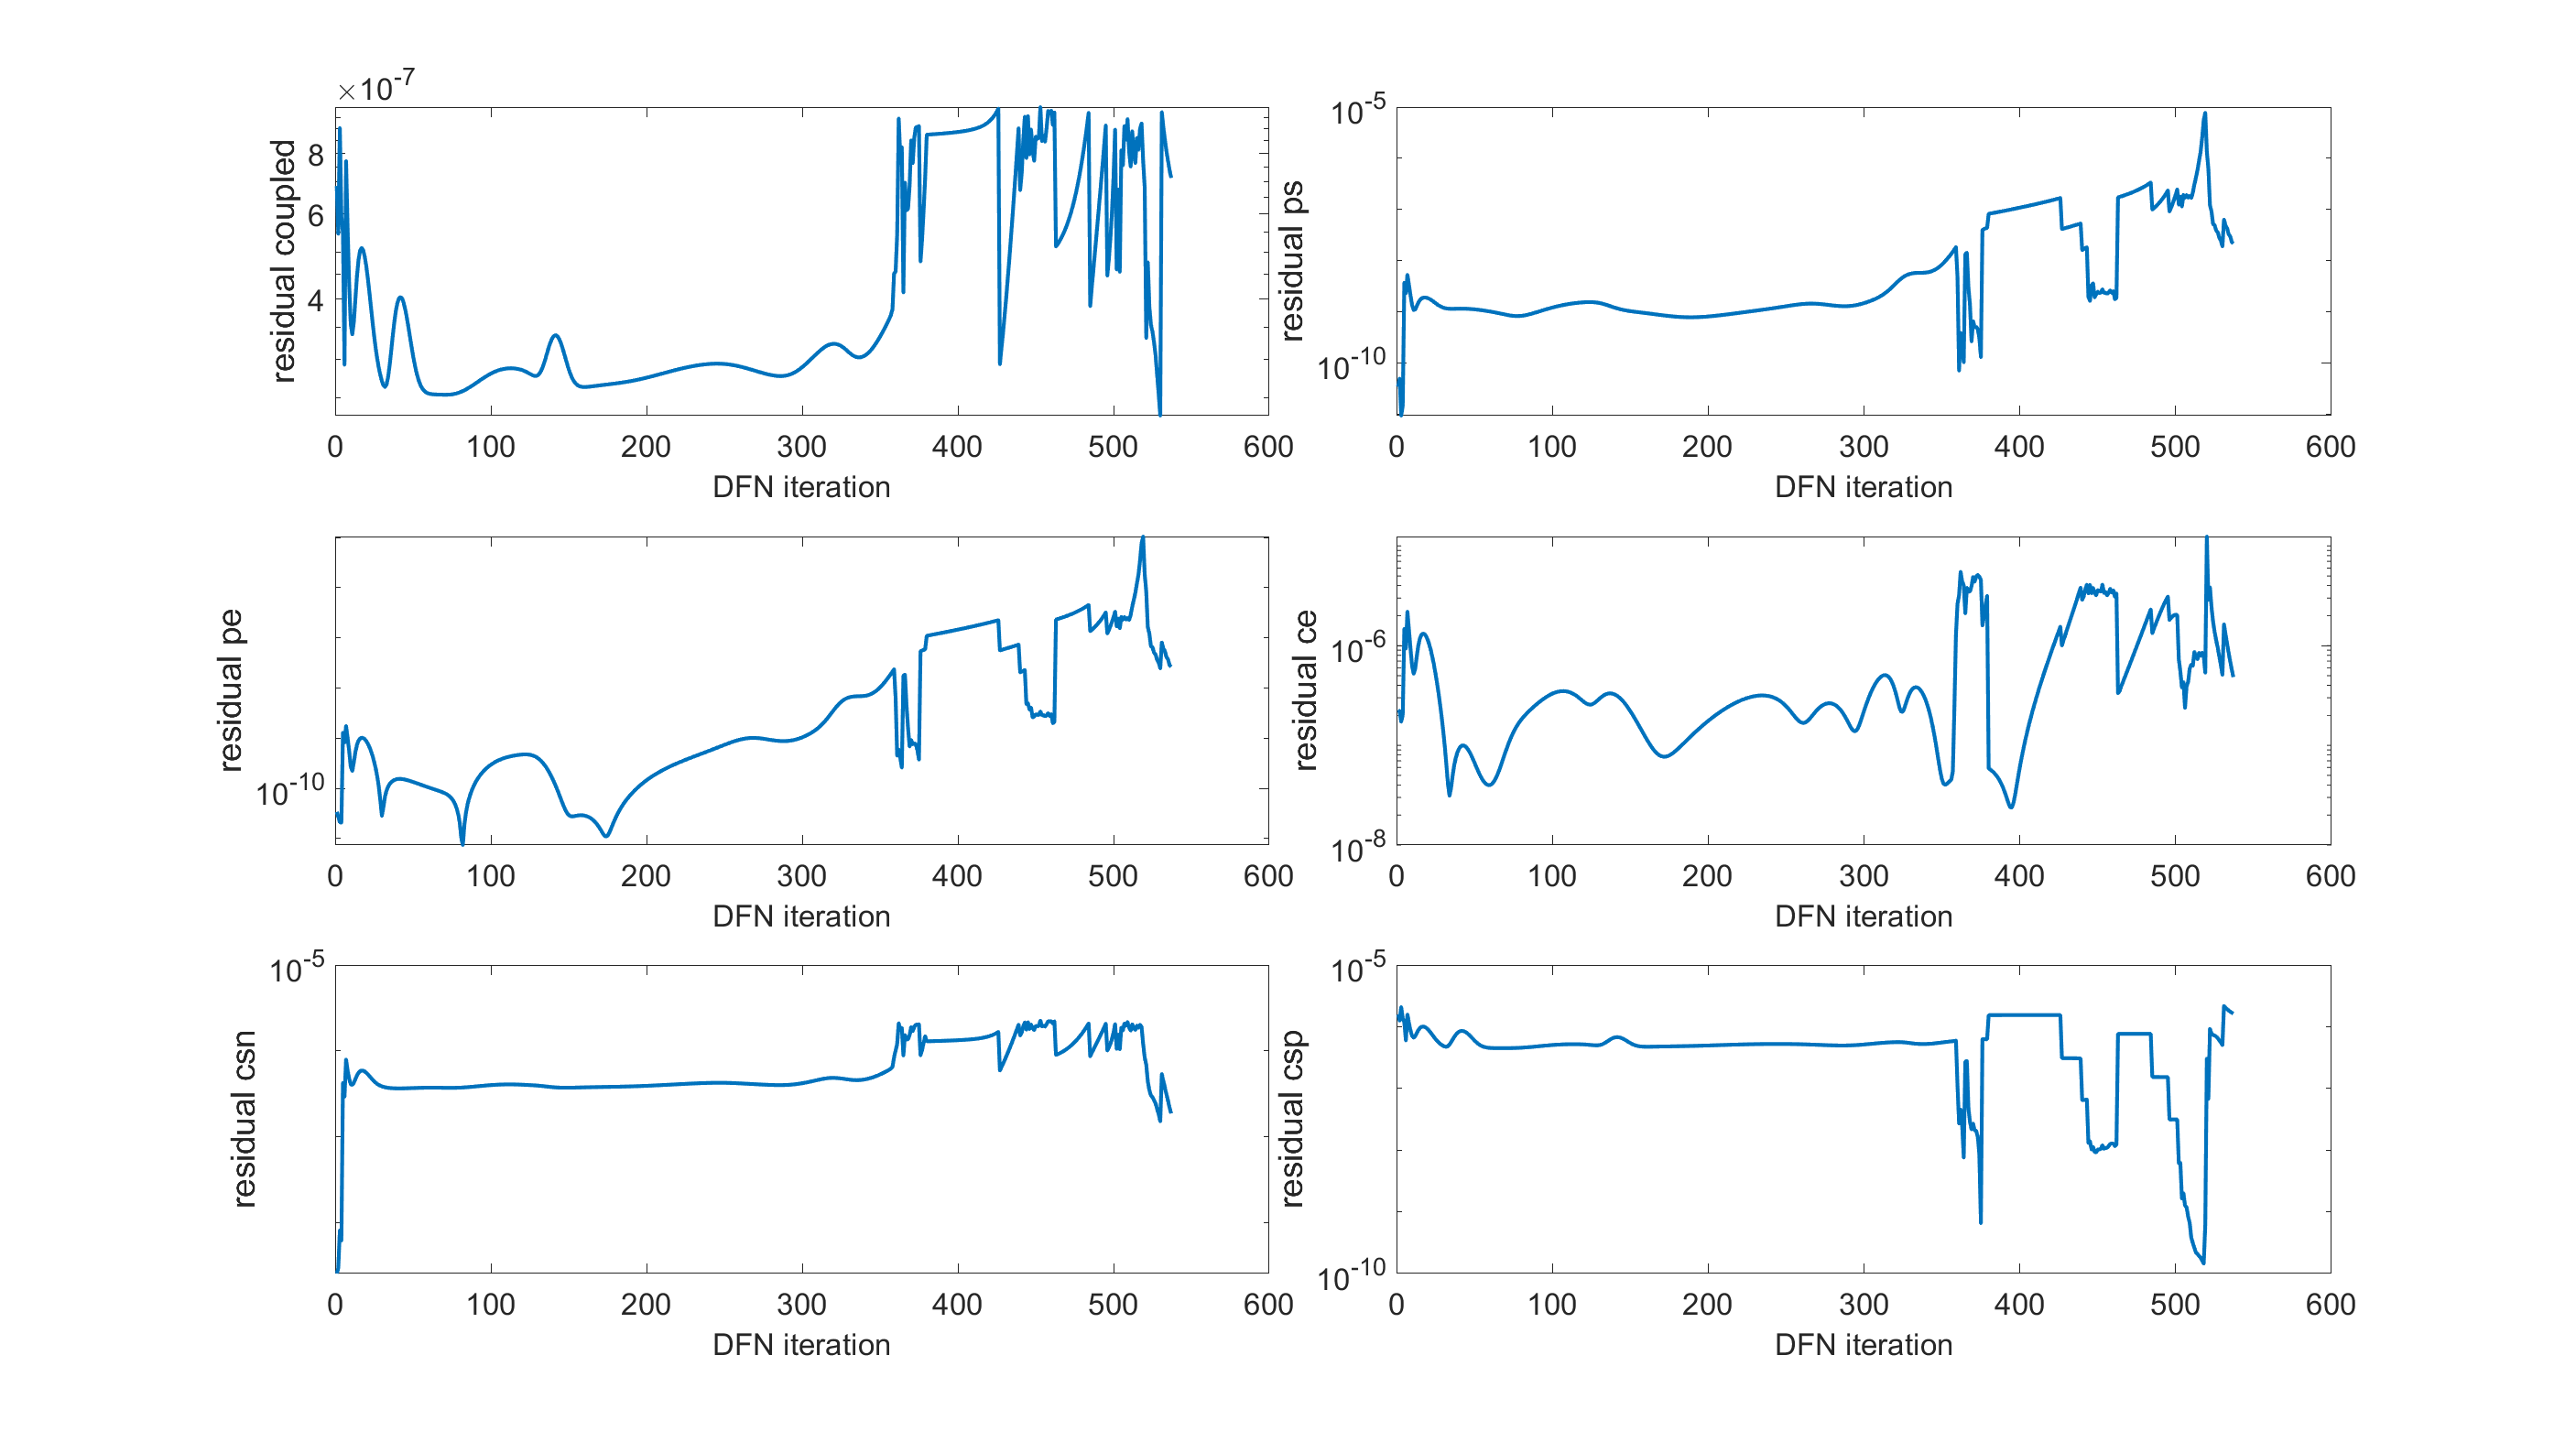 ×10-7
residual coupled
8
6
4
0 100 200 300 400 500 600
DFN iteration
residual ps
10-5
10-10
0 100 200 300 400 500 600
DFN iteration
residual pe
10-10
0 100 200 300 400 500 600
DFN iteration
residual ce
10-6
10-8
0 100 200 300 400 500 600
DFN iteration
residual csn
10-5
0 100 200 300 400 500 600
DFN iteration
residual csp
10-5
10-10
0 100 200 300 400 500 600
DFN iteration